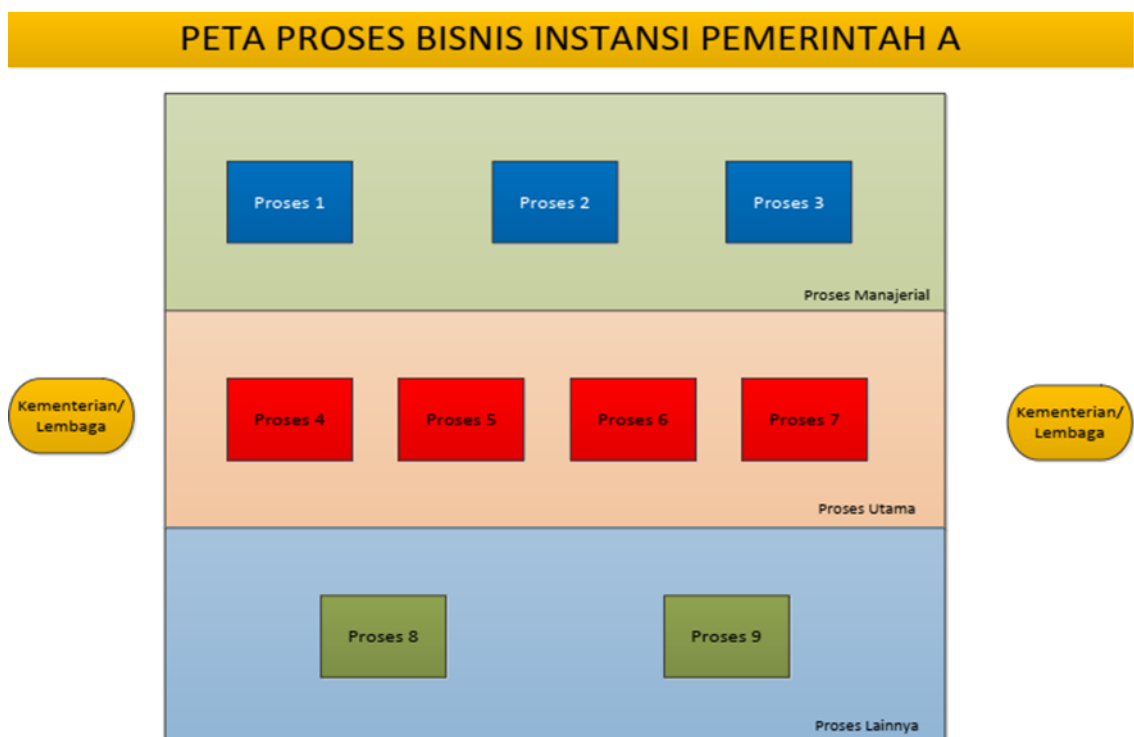 PETA PROSES BISNIS INSTANSI PEMERINTAH A
Proses 1
Proses 2
Proses 3
Proses Manajerial
Kementerian/
Lembaga
Proses 4
Proses 5
Proses 6
Proses 7
Kementerian/
Lembaga
Proses Utama
Proses 8
Proses 9
Proses Lainnya